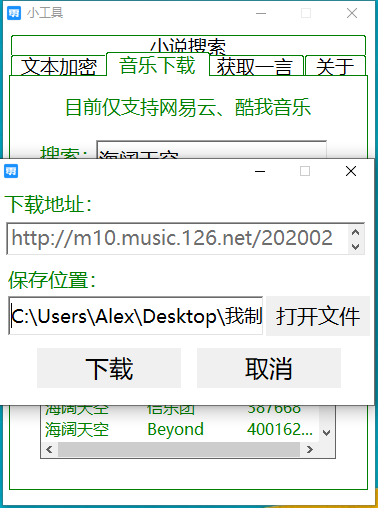 小工具
小说搜索
文本加密 音乐下载 获取一言 关于
目前仅支持网易云、酷我音乐
搜索: 海阔天空
下载地址:
http://m10.music.126.net/202002
保存位置:
C:\Users\Alex\Desktop\我制 打开文件
下载 取消
海阔天空 信乐团 387668
海阔天空 Beyond 400162...